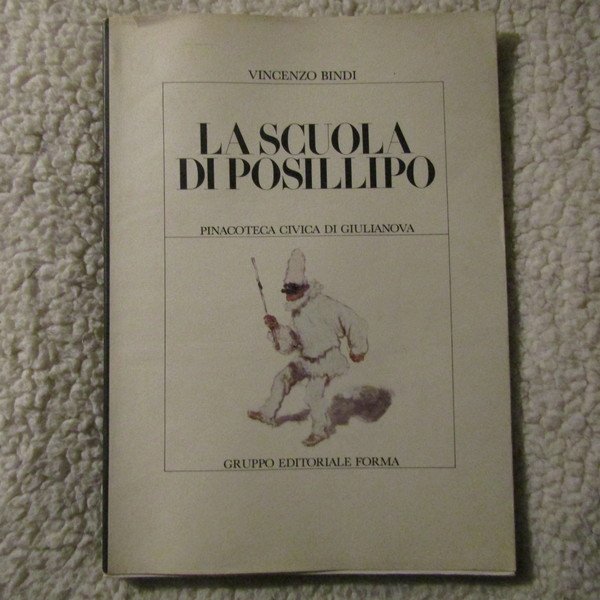 VINCENZO BINDI
LA SCUOLA
DI POSILLIPO
PINACOTECA CIVICA DI GIULIANOVA
GRUPPO EDITORIALE FORMA